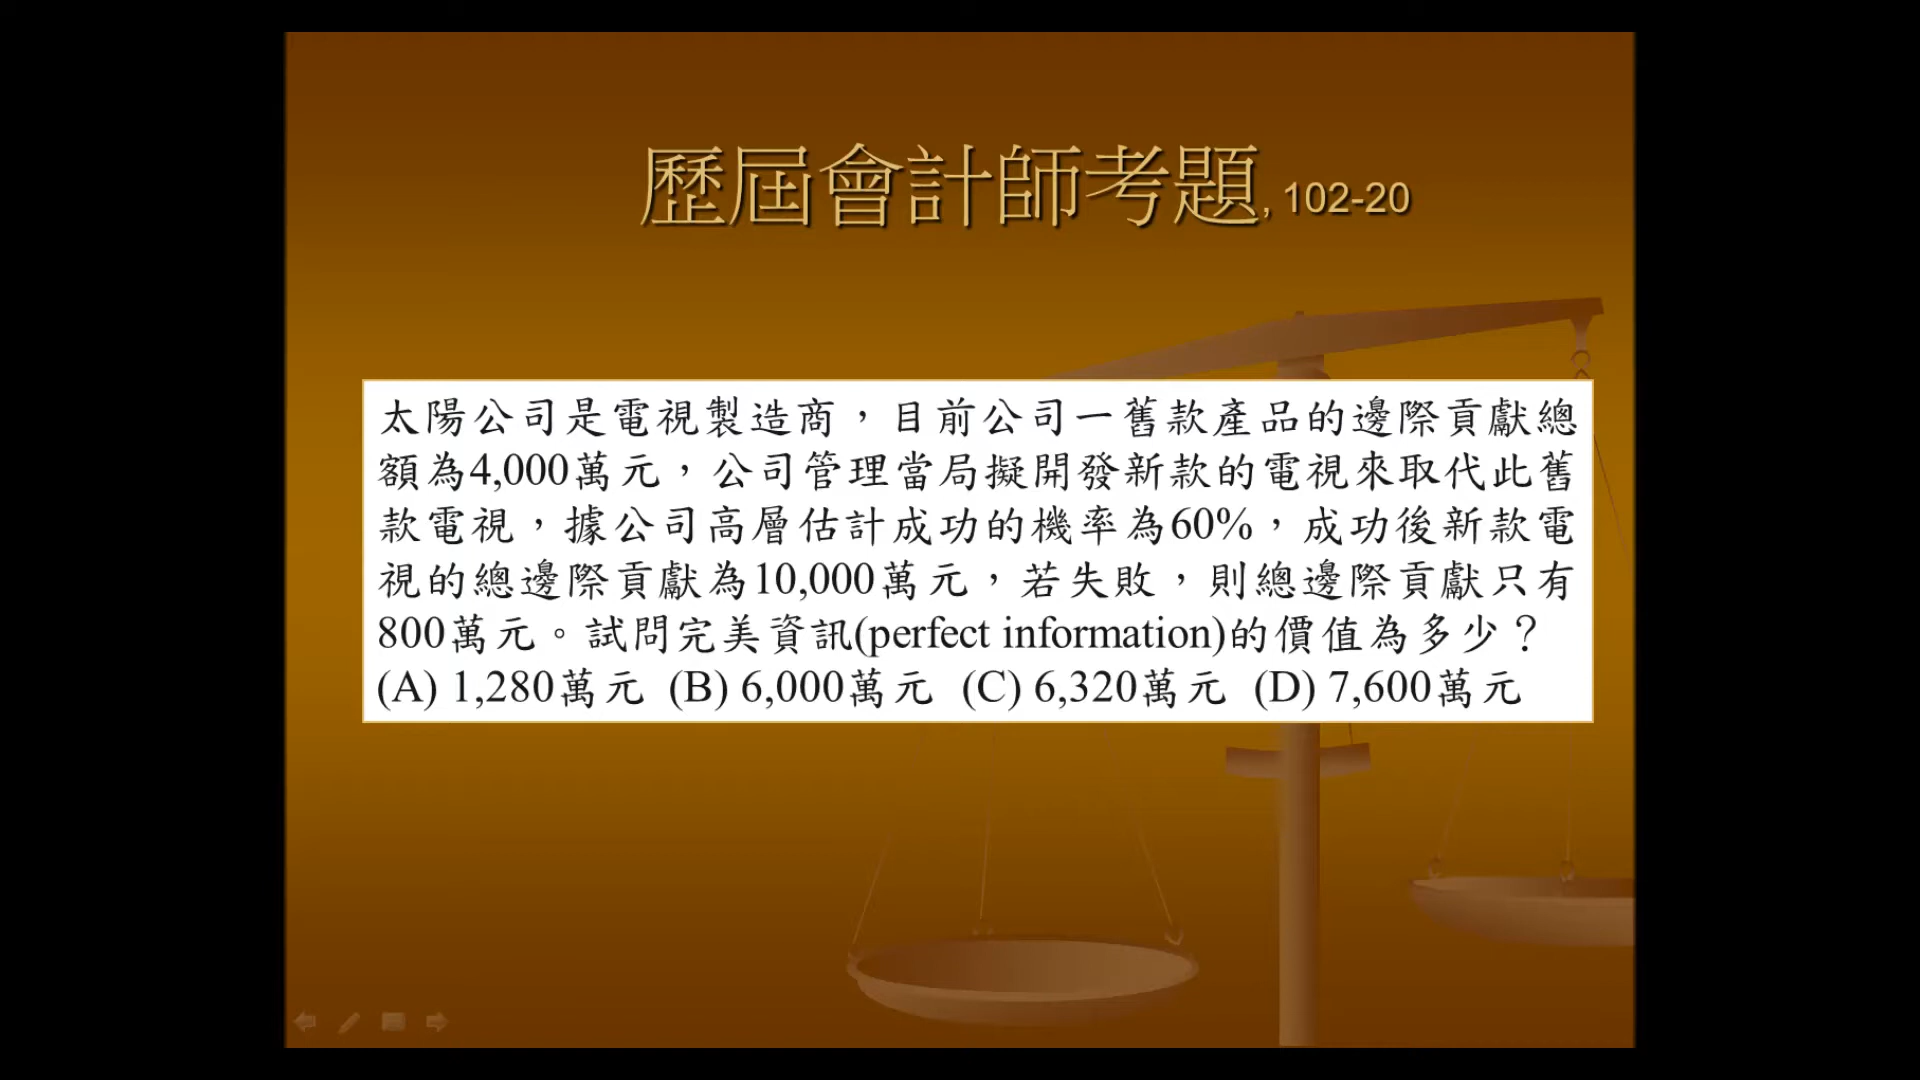 歷屆會計師考題, 102-20
太陽公司是電視製造商，目前公司一舊款產品的邊際貢獻總
額為4,000萬元，公司管理當局擬開發新款的電視來取代此舊
款電視，據公司高層估計成功的機率為60%，成功後新款電
視的總邊際貢獻為10,000萬元，若失敗，則總邊際貢獻只有
800萬元。試問完美資訊(perfect information)的價值為多少？
(A) 1,280萬元 (B) 6,000萬元 (C) 6,320萬元 (D) 7,600萬元